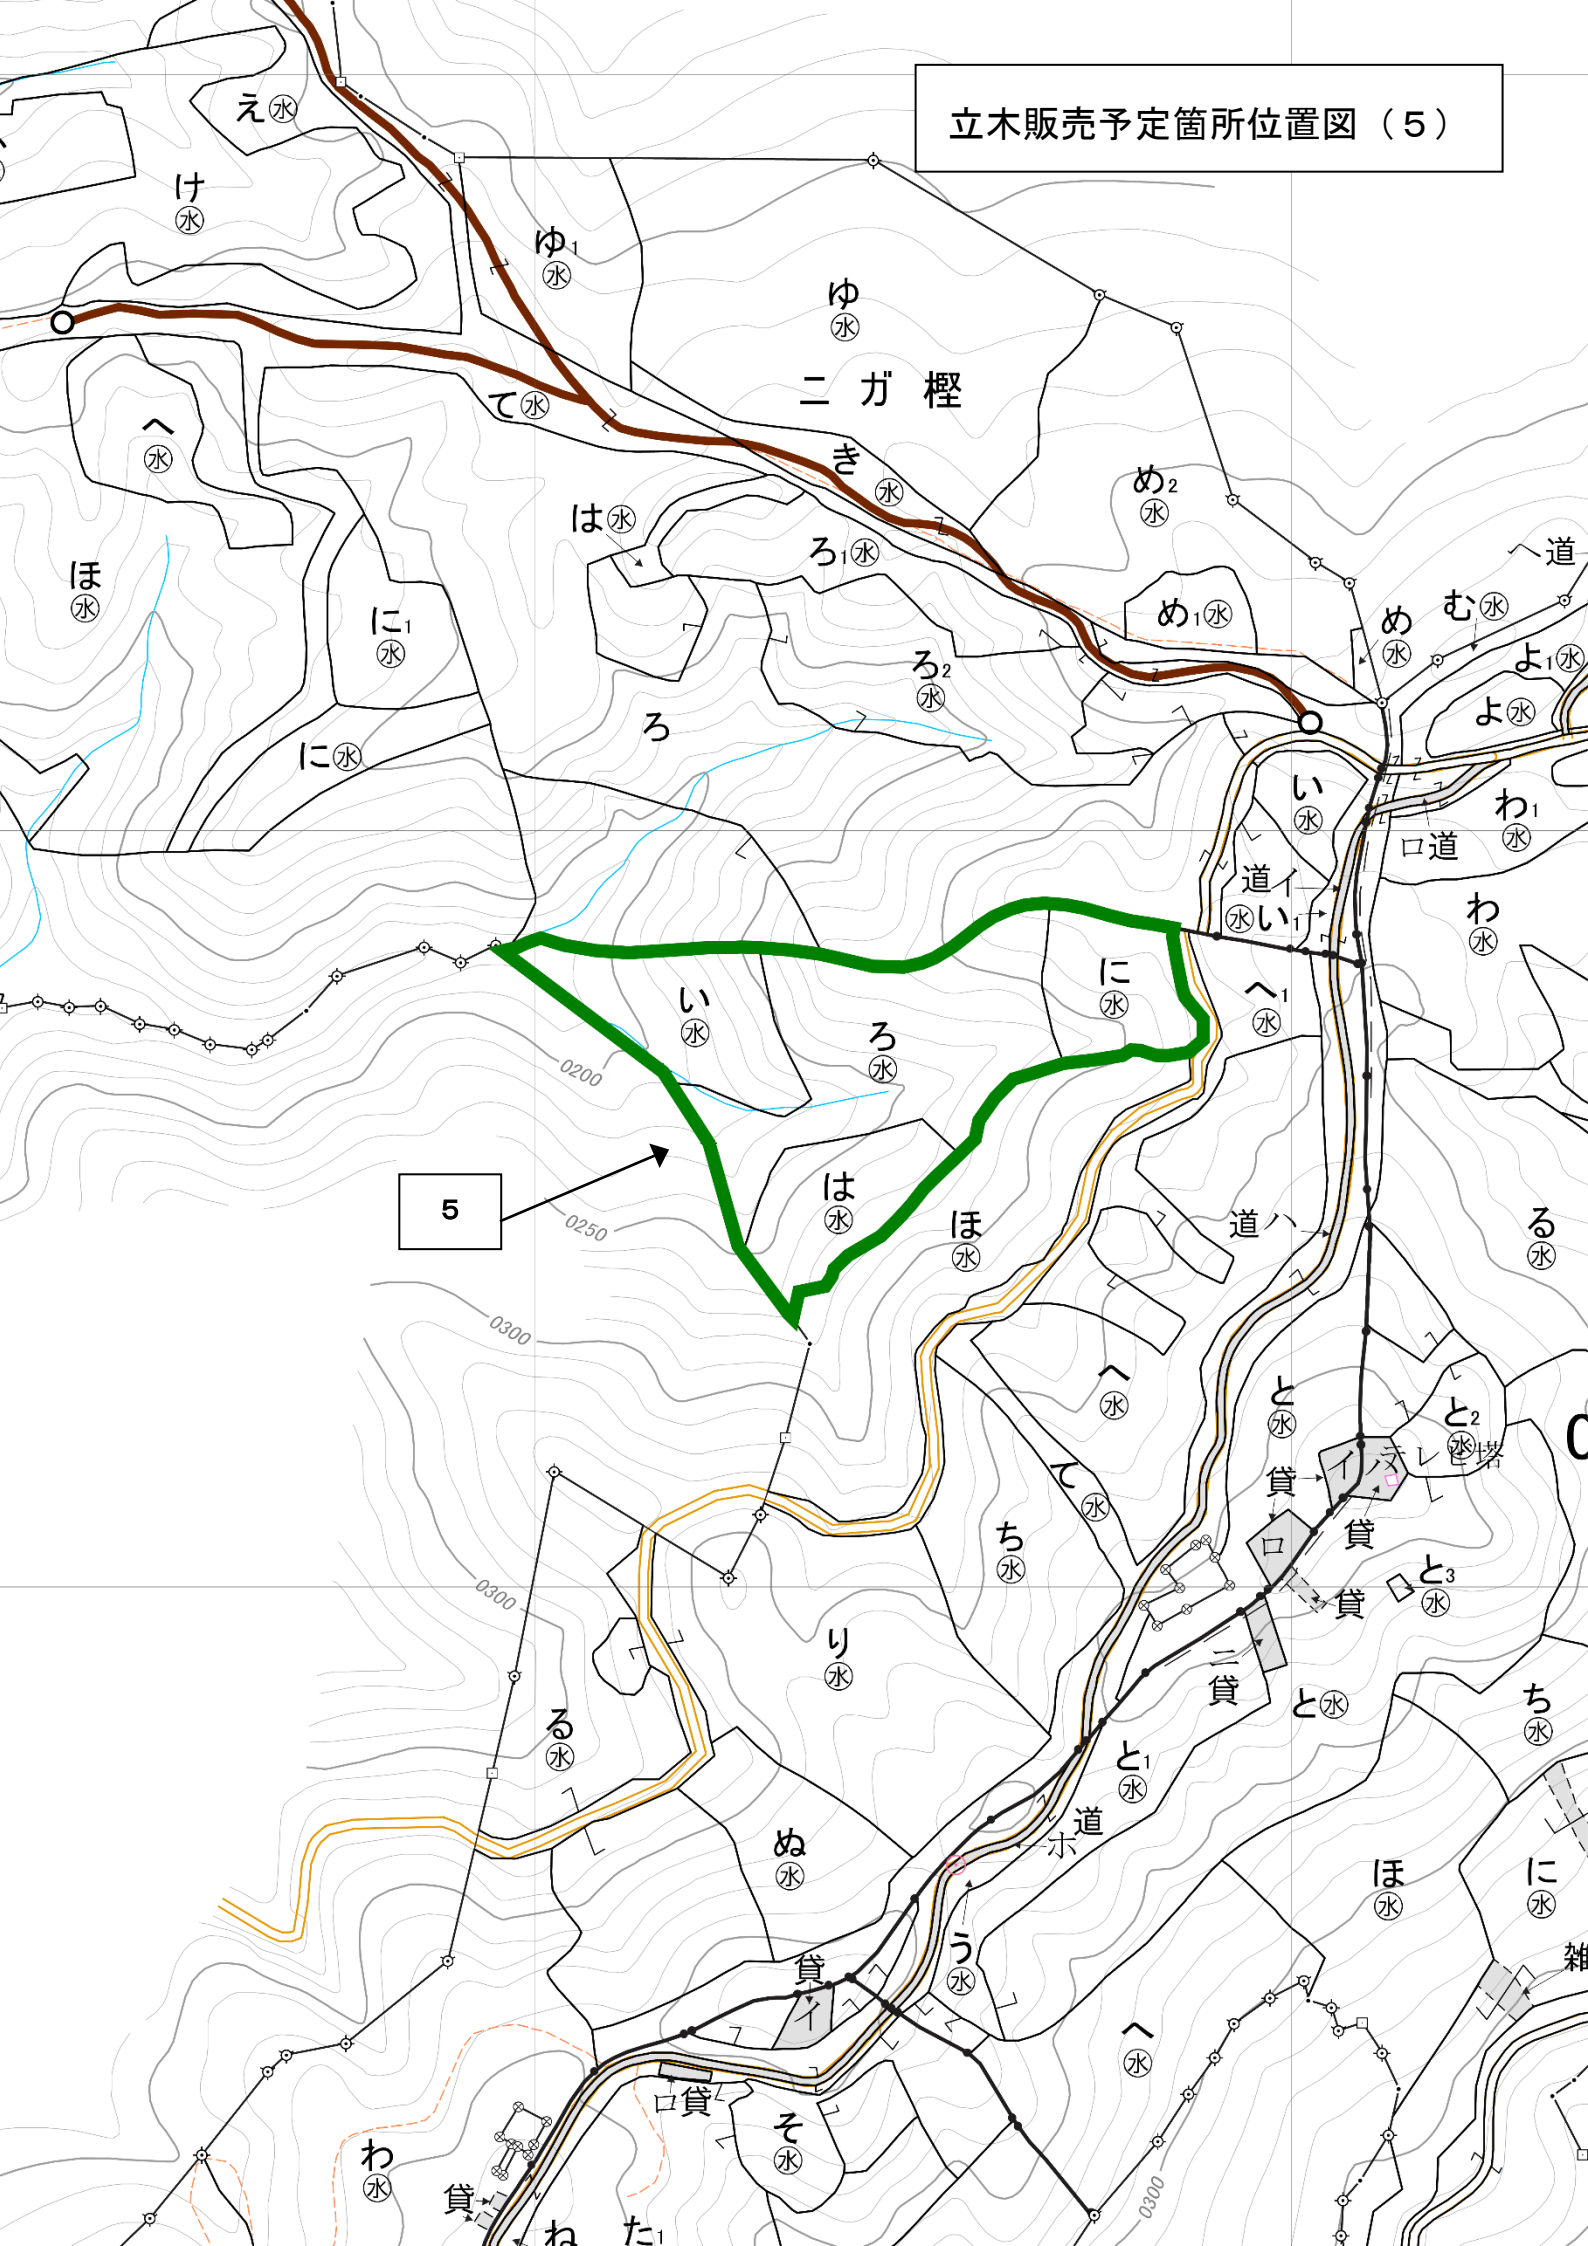 立木販売予定箇所位置図（５）
え㊌
け
㊌
ゆ1
㊌
ゆ
㊌
ニガ樫
て㊌
へ
㊌
き
㊌
め2
㊌
は㊌
ろ1㊌
へ道
ほ
㊌
に1
㊌
め1㊌
め
㊌
む㊌
よ1㊌
ろ2
㊌
ろ
よ㊌
に㊌
い
㊌
わ1
㊌
ロ道
道イ
㊌い1
わ
㊌
に
㊌
へ1
㊌
い
㊌
ろ
㊌
0200
5
は
㊌
0250
ほ
㊌
道ハ
る
㊌
0300
へ
㊌
と
㊌
と2
㊌
イ
テレビ塔
貸
て
㊌
貸
ロ
ち
㊌
と3
㊌
貸
0300
り
㊌
ニ
貸
と㊌
ち
㊌
る
㊌
と1
㊌
道
ホ
ぬ
㊌
ほ
㊌
に
㊌
う
㊌
貸
イ
雑
へ
㊌
ロ貸
そ
㊌
わ
㊌
貸
0300
ね
た1